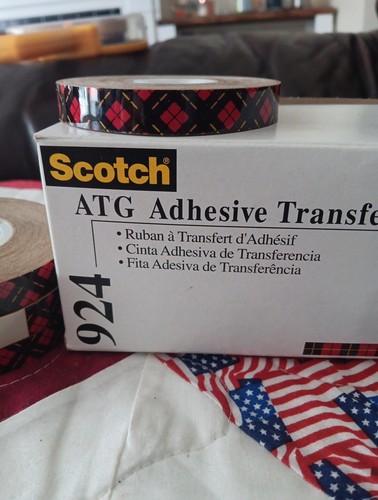 Scotch®
ATG Adhesive Transfe
• Ruban à Transfert d'Adhésif
• Cinta Adhesiva de Transferencia
• Fita Adesiva de Transferência
924